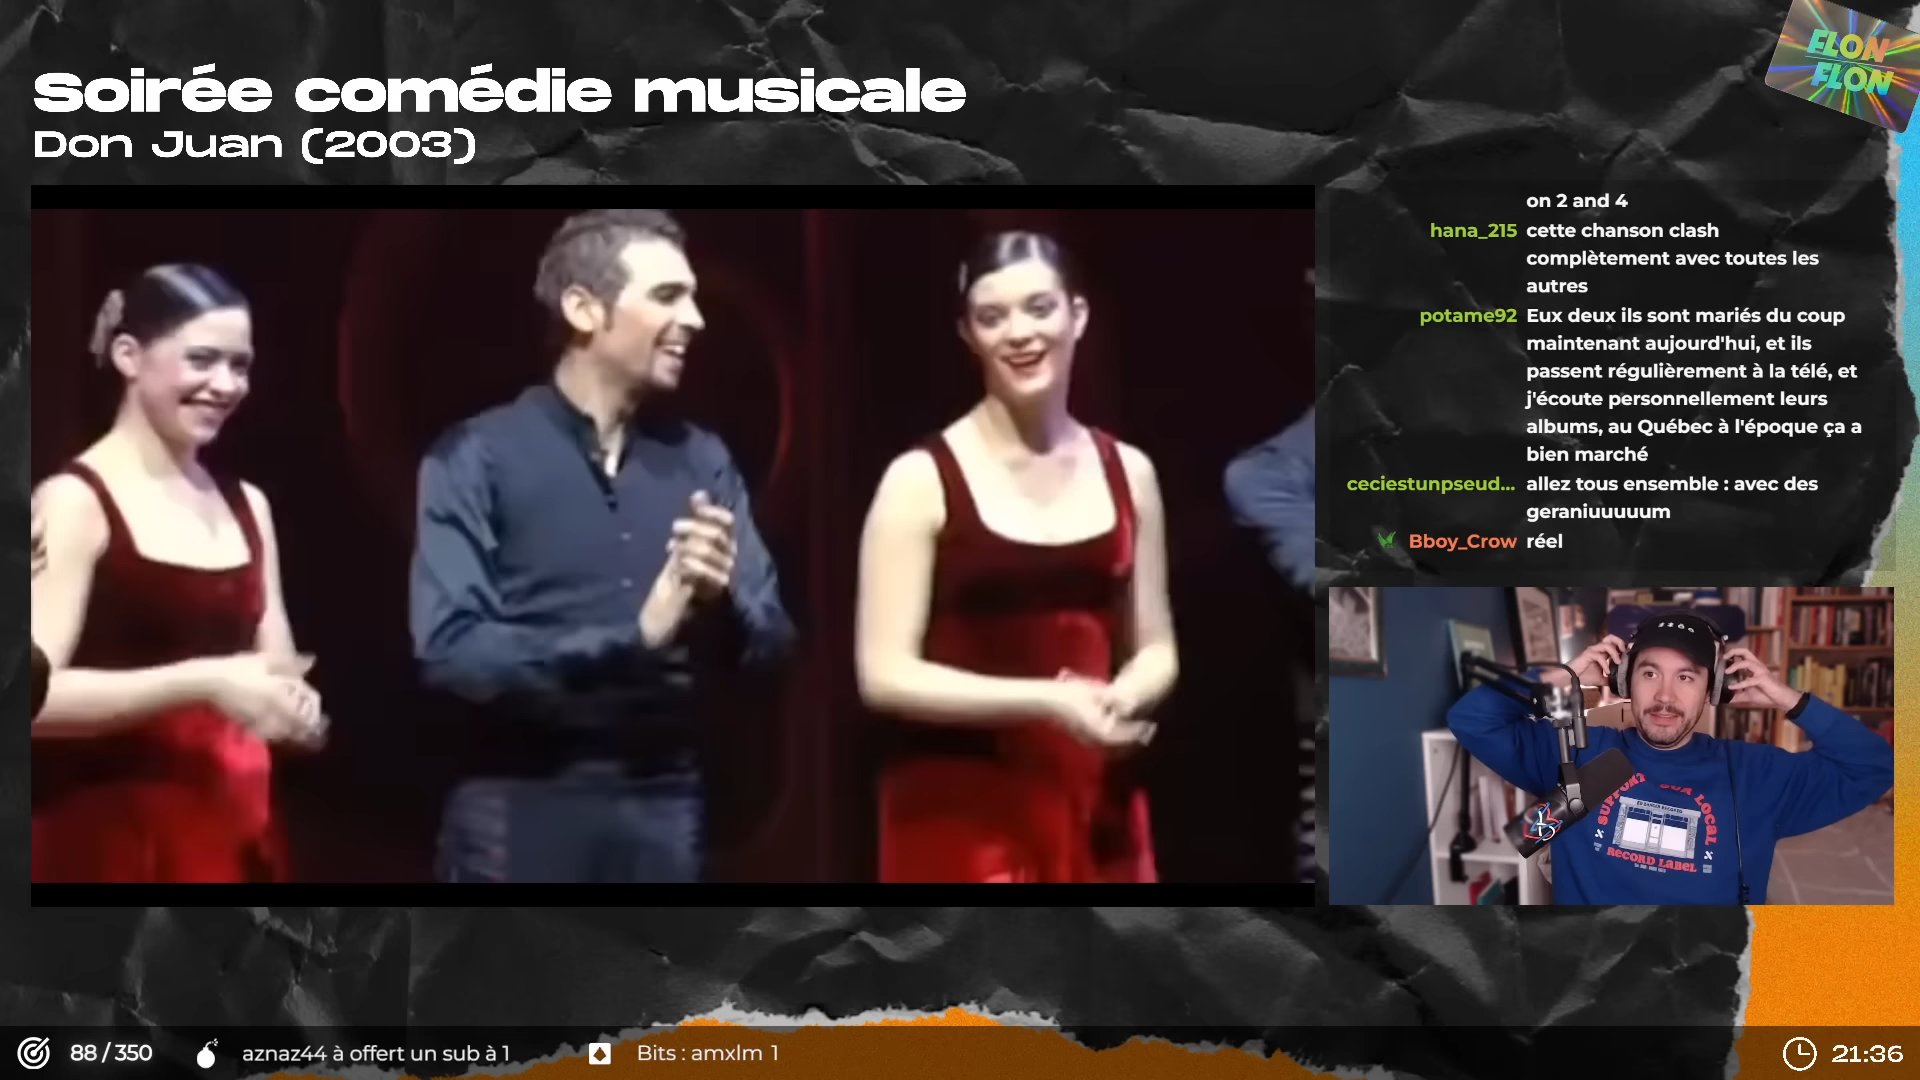 Soirée comédie musicale
Don Juan (2003)
FLON
FLON
on 2 and 4
hana_215 cette chanson clash
complètement avec toutes les
autres
potame92 Eux deux ils sont mariés du coup
maintenant aujourd'hui, et ils
passent régulièrement à la télé, et
j'écoute personnellement leurs
albums, au Québec à l'époque ça a
bien marché
ceciestunpseud... allez tous ensemble : avec des
geraniuuuuum
Bboy_Crow réel
SUPPORT
LOCAL
RECORD LABEL
88 / 350
aznaz44 à offert un sub à 1
Bits : amxlm 1
21:36